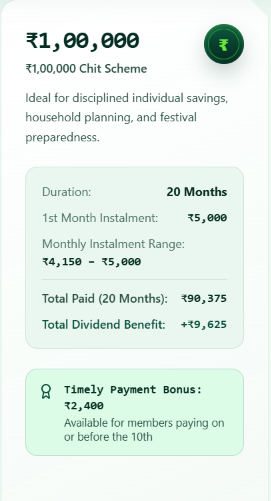 ₹1,00,000
₹
₹1,00,000 Chit Scheme
Ideal for disciplined individual savings,
household planning, and festival
preparedness.
Duration: 20 Months
1st Month Instalment: ₹5,000
Monthly Instalment Range:
₹4,150 – ₹5,000
Total Paid (20 Months): ₹90,375
Total Dividend Benefit: +₹9,625
Timely Payment Bonus:
₹2,400
Available for members paying on
or before the 10th